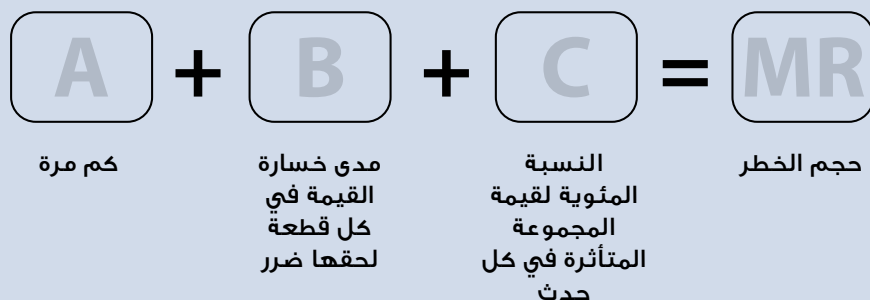 A + B + C = MR
كم مرة
مدى خسارة
القيمة في
كل قطعة
لحقها ضرر
النسبة
المئوية لقيمة
المجموعة
المتأثرة في كل
حدث
حجم الخطر